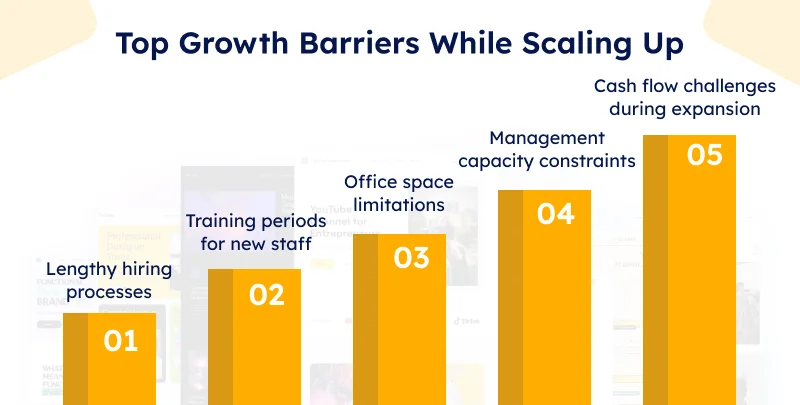 Top Growth Barriers While Scaling Up
Lengthy hiring
processes
01
Training periods
for new staff
02
Office space
limitations
03
Management
capacity constraints
04
Cash flow challenges
during expansion
05